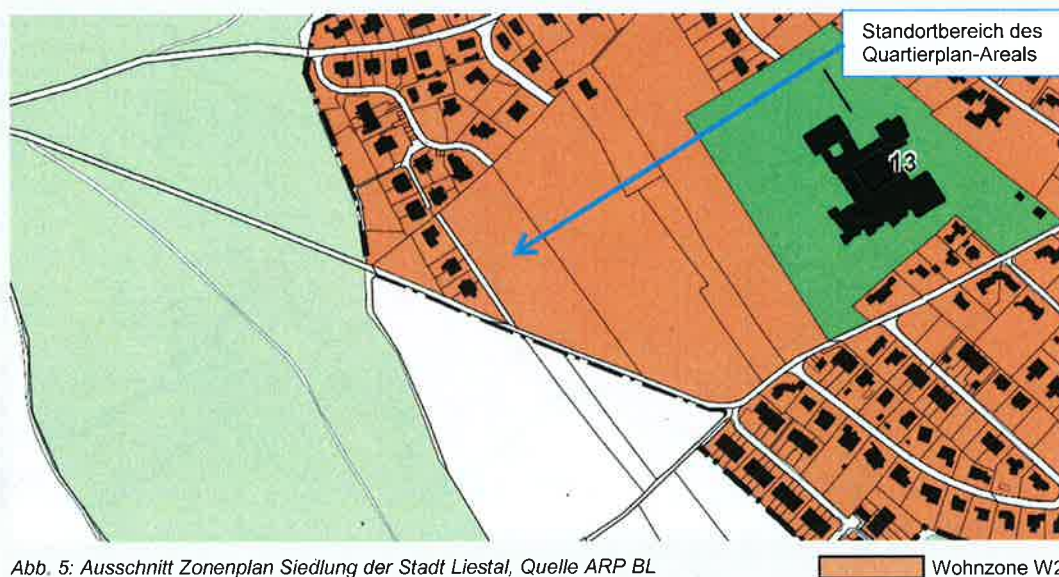 Standortbereich des
Quartierplan-Areals
13
Abb. 5: Ausschnitt Zonenplan Siedlung der Stadt Liestal, Quelle ARP BL
Wohnzone W2